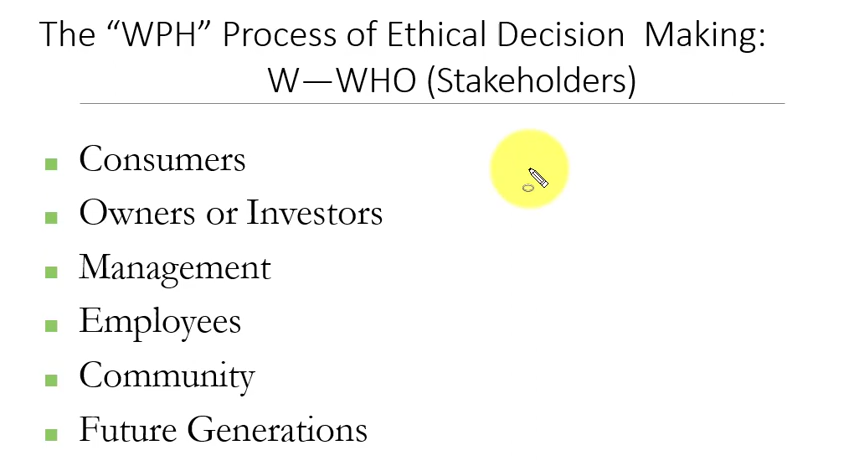 The “WPH” Process of Ethical Decision Making:
W—WHO (Stakeholders)
Consumers
Owners or Investors
Management
Employees
Community
Future Generations